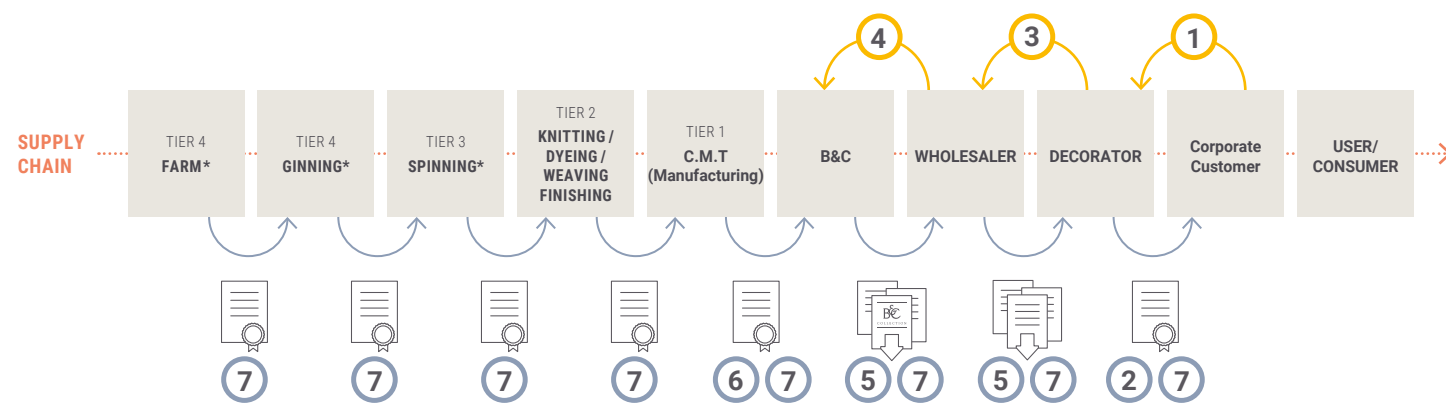 4
3
1
SUPPLY
CHAIN
TIER 4
FARM*
TIER 4
GINNING*
TIER 3
SPINNING*
TIER 2
KNITTING /
DYEING /
WEAVING
FINISHING
TIER 1
C.M.T
(Manufacturing)
B&C
WHOLESALER
DECORATOR
Corporate
Customer
USER/
CONSUMER
B&C
COLLECTION
7
7
7
7
6 7
5 7
5 7
2 7